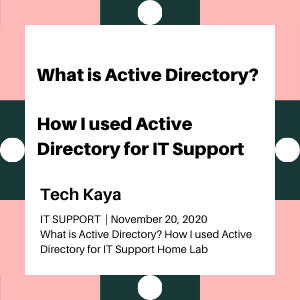 What is Active Directory?
How I used Active
Directory for IT Support
Tech Kaya
IT SUPPORT | November 20, 2020
What is Active Directory? How I used Active
Directory for IT Support Home Lab